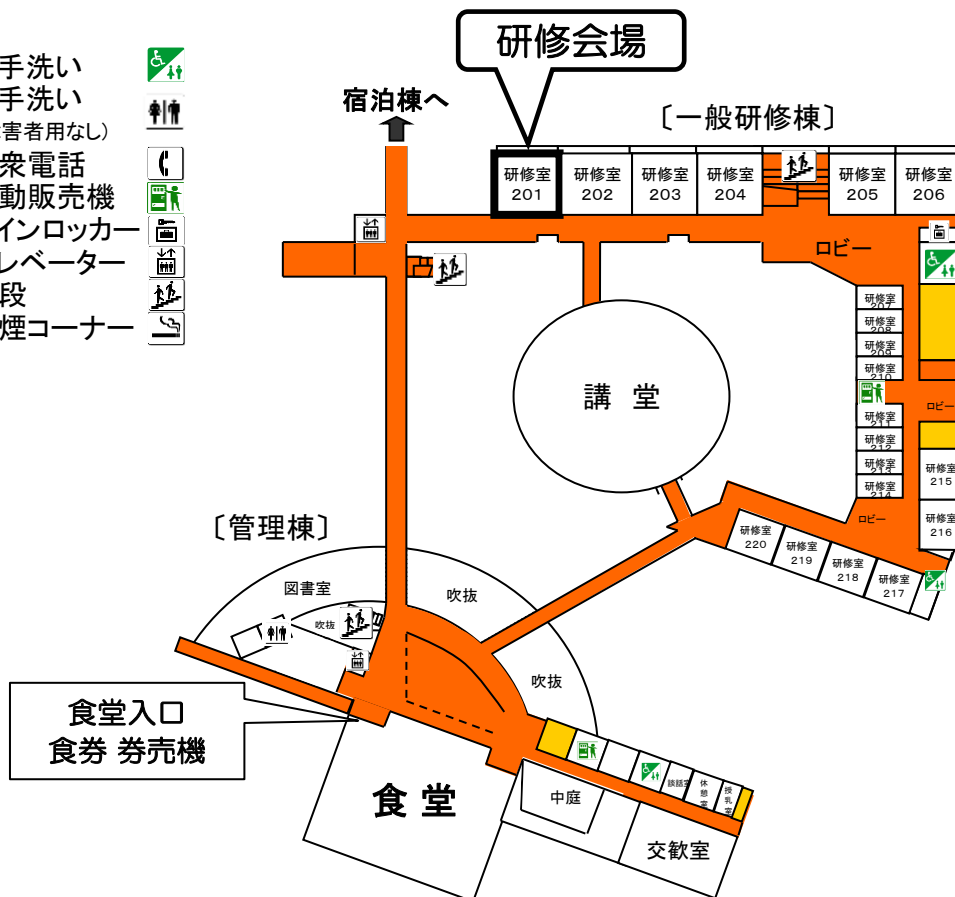 手洗い
手洗い
害者用なし）
衆電話
動販売機
インロッカー
レベーター
段
煙コーナー
研修会場
宿泊棟へ
〔一般研修棟〕
研修室
201
研修室
202
研修室
203
研修室
204
研修室
205
研修室
206
ロビー
研修室
207
研修室
208
研修室
209
研修室
210
ロビー
研修室
211
研修室
212
研修室
213
研修室
214
研修室
215
研修室
216
ロビー
研修室
220
研修室
219
研修室
218
研修室
217
講 堂
〔管理棟〕
図書室
吹抜
吹抜
吹抜
食堂入口
食券 券売機
食 堂
中庭
談話室
休憩室
授乳室
交歓室